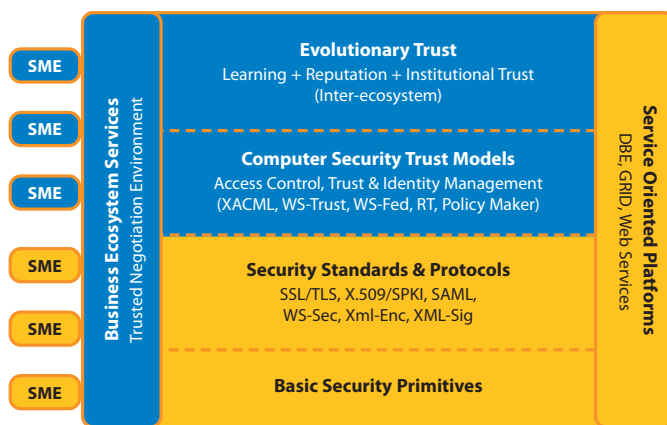 SME
SME
SME
SME
SME
SME
Business Ecosystem Services
Trusted Negotiation Environment
Evolutionary Trust
Learning + Reputation + Institutional Trust
(Inter-ecosystem)
Computer Security Trust Models
Access Control, Trust & Identity Management
(XACML, WS-Trust, WS-Fed, RT, Policy Maker)
Security Standards & Protocols
SSL/TLS, X.509/SPKI, SAML,
WS-Sec, Xml-Enc, XML-Sig
Basic Security Primitives
Service Oriented Platforms
DBE, GRID, Web Services